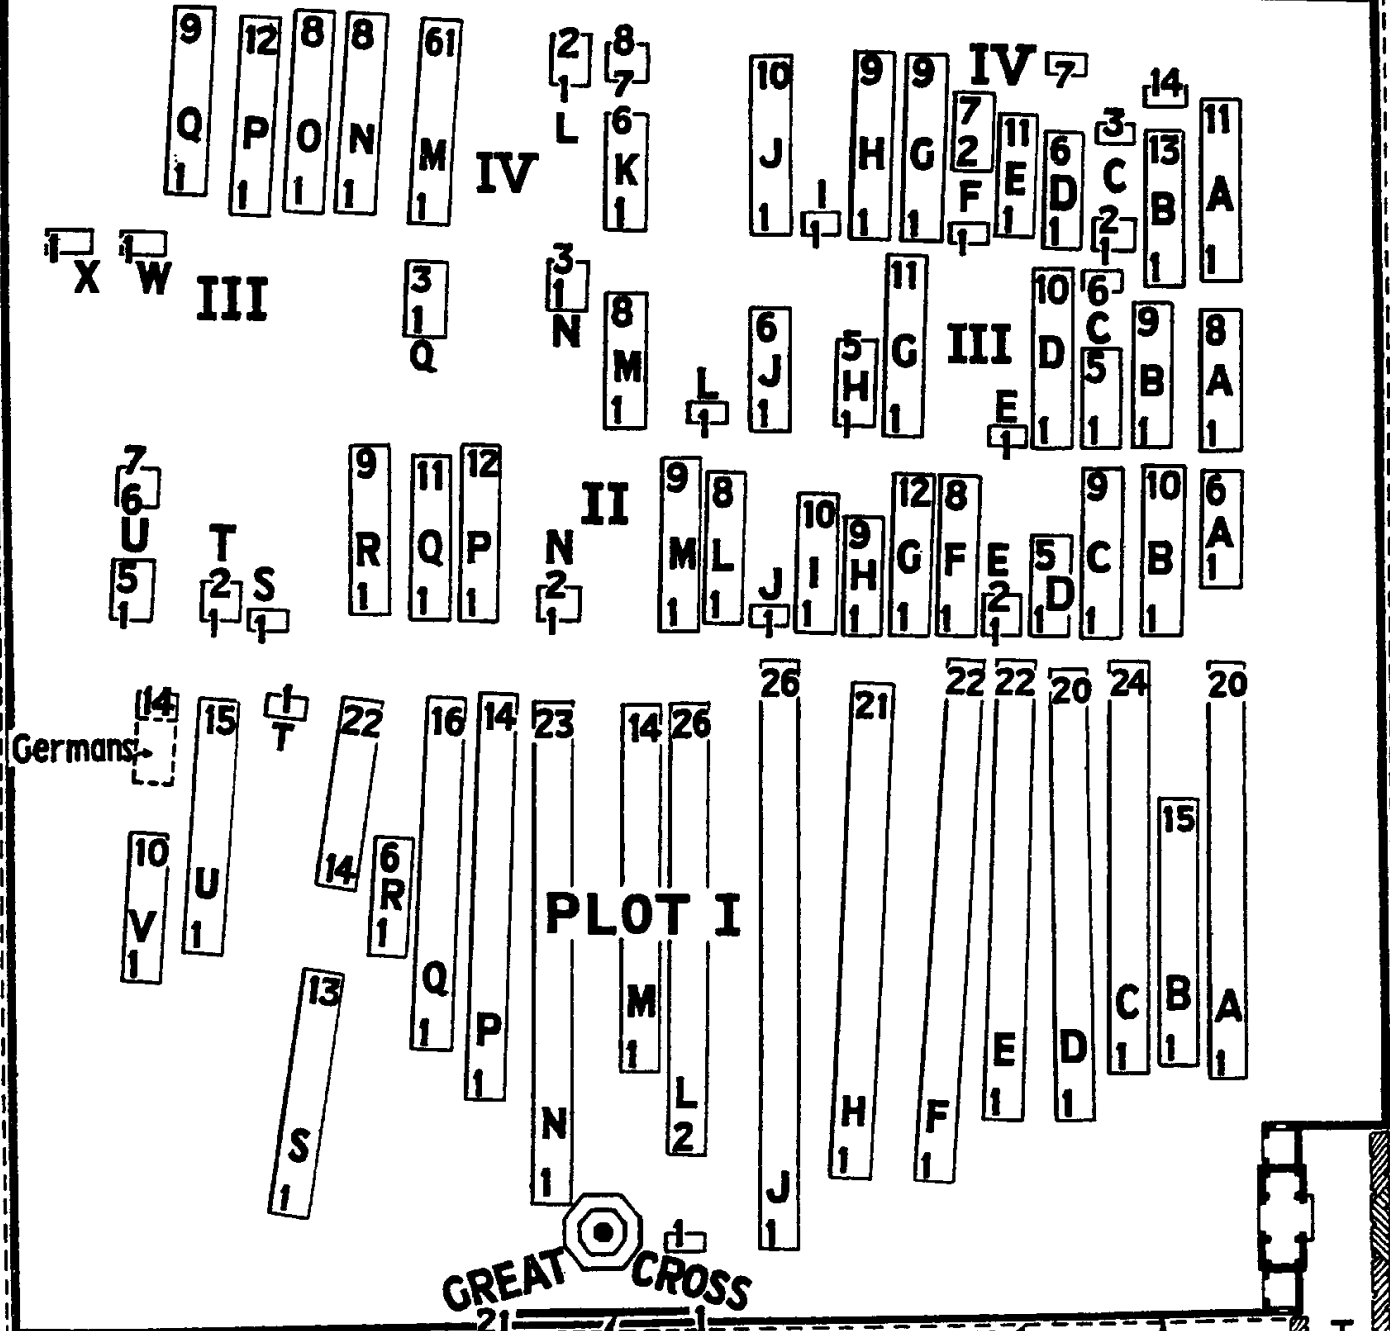 9 12 8 8 61 2 8 10 9 9 IV 7 14
1 7 7 3 11
Q P O N M L 6 J H G 2 11 6 C 13 A
IV K I F E D 2 B
1 1 1 1 1 1 1 1 1 1 1 1 1 1 1 1
1 1 3 11
X W III 3 1 8 6 5 G III 10 6 9 8
1 N M L J H D C B A
Q 5
1 1 1 1 1 E 1 1 1 1
1
7 9 11 12 II 9 8 10 9 12 8 9 10 6
6 5
U T R Q P N M L I H G F E D C B A
5 2 S 2 J 2
1 1 1 1 1 1 1 1 1 1 1 1 1 1 1 1 1 1 1 1 1
14 15 1 22 16 14 23 14 26 26 21 22 22 20 24 20
Germans T
10 14 6 15
U R PLOT I
V 1 1
1 Q M C B A
13 P E D
1 1 1 1 1 1
S N L H F 1 1
1 1 2 J 1 1
1 1
GREAT CROSS
21 1